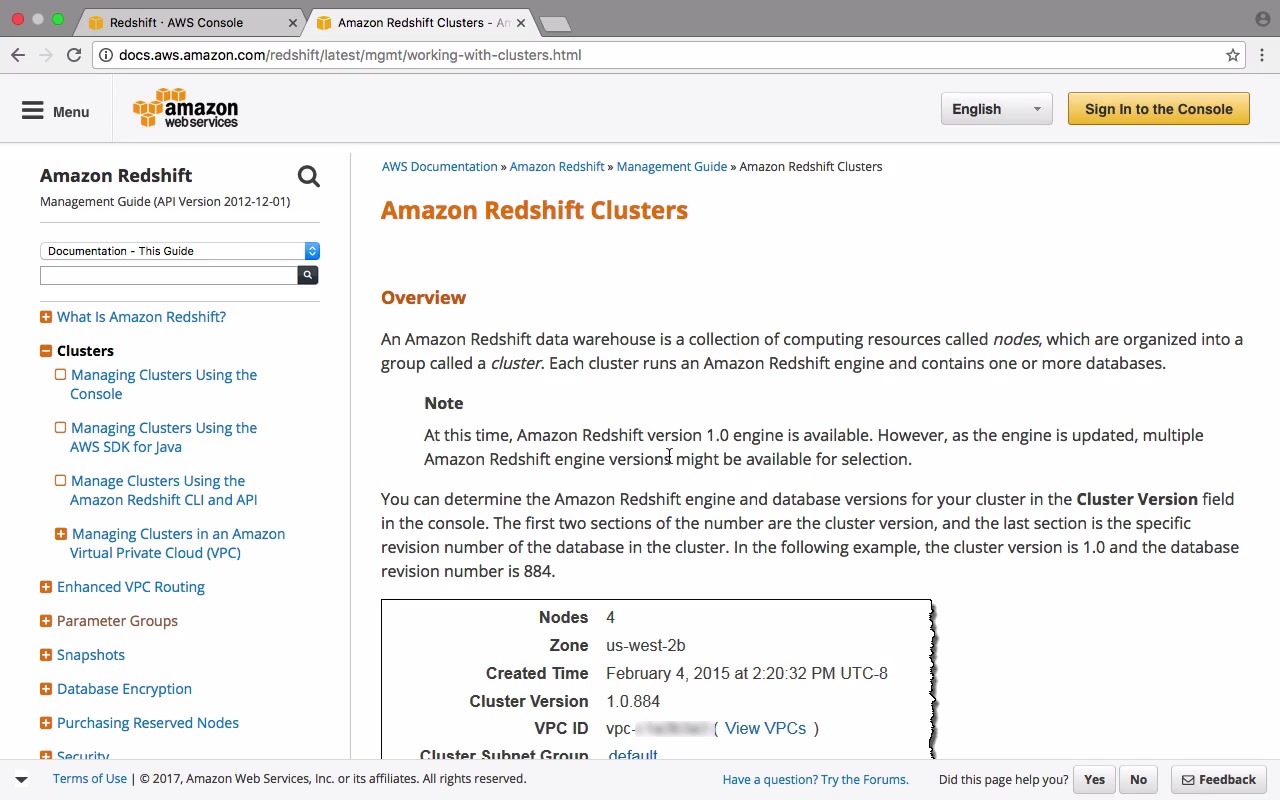 Redshift · AWS Console
Amazon Redshift Clusters - Am
docs.aws.amazon.com/redshift/latest/mgmt/working-with-clusters.html
Menu
amazon
web services
English
Sign In to the Console
Amazon Redshift
Management Guide (API Version 2012-12-01)
Documentation - This Guide
What Is Amazon Redshift?
Clusters
Managing Clusters Using the
Console
Managing Clusters Using the
AWS SDK for Java
Manage Clusters Using the
Amazon Redshift CLI and API
Managing Clusters in an Amazon
Virtual Private Cloud (VPC)
Enhanced VPC Routing
Parameter Groups
Snapshots
Database Encryption
Purchasing Reserved Nodes
Security
AWS Documentation » Amazon Redshift » Management Guide » Amazon Redshift Clusters
Amazon Redshift Clusters
Overview
An Amazon Redshift data warehouse is a collection of computing resources called nodes, which are organized into a
group called a cluster. Each cluster runs an Amazon Redshift engine and contains one or more databases.
Note
At this time, Amazon Redshift version 1.0 engine is available. However, as the engine is updated, multiple
Amazon Redshift engine versions might be available for selection.
You can determine the Amazon Redshift engine and database versions for your cluster in the Cluster Version field
in the console. The first two sections of the number are the cluster version, and the last section is the specific
revision number of the database in the cluster. In the following example, the cluster version is 1.0 and the database
revision number is 884.
Nodes 4
Zone us-west-2b
Created Time February 4, 2015 at 2:20:32 PM UTC-8
Cluster Version 1.0.884
VPC ID vpc- ( View VPCs )
Cluster Subnet Group default
Terms of Use | © 2017, Amazon Web Services, Inc. or its affiliates. All rights reserved.
Have a question? Try the Forums.
Did this page help you?
Yes
No
Feedback